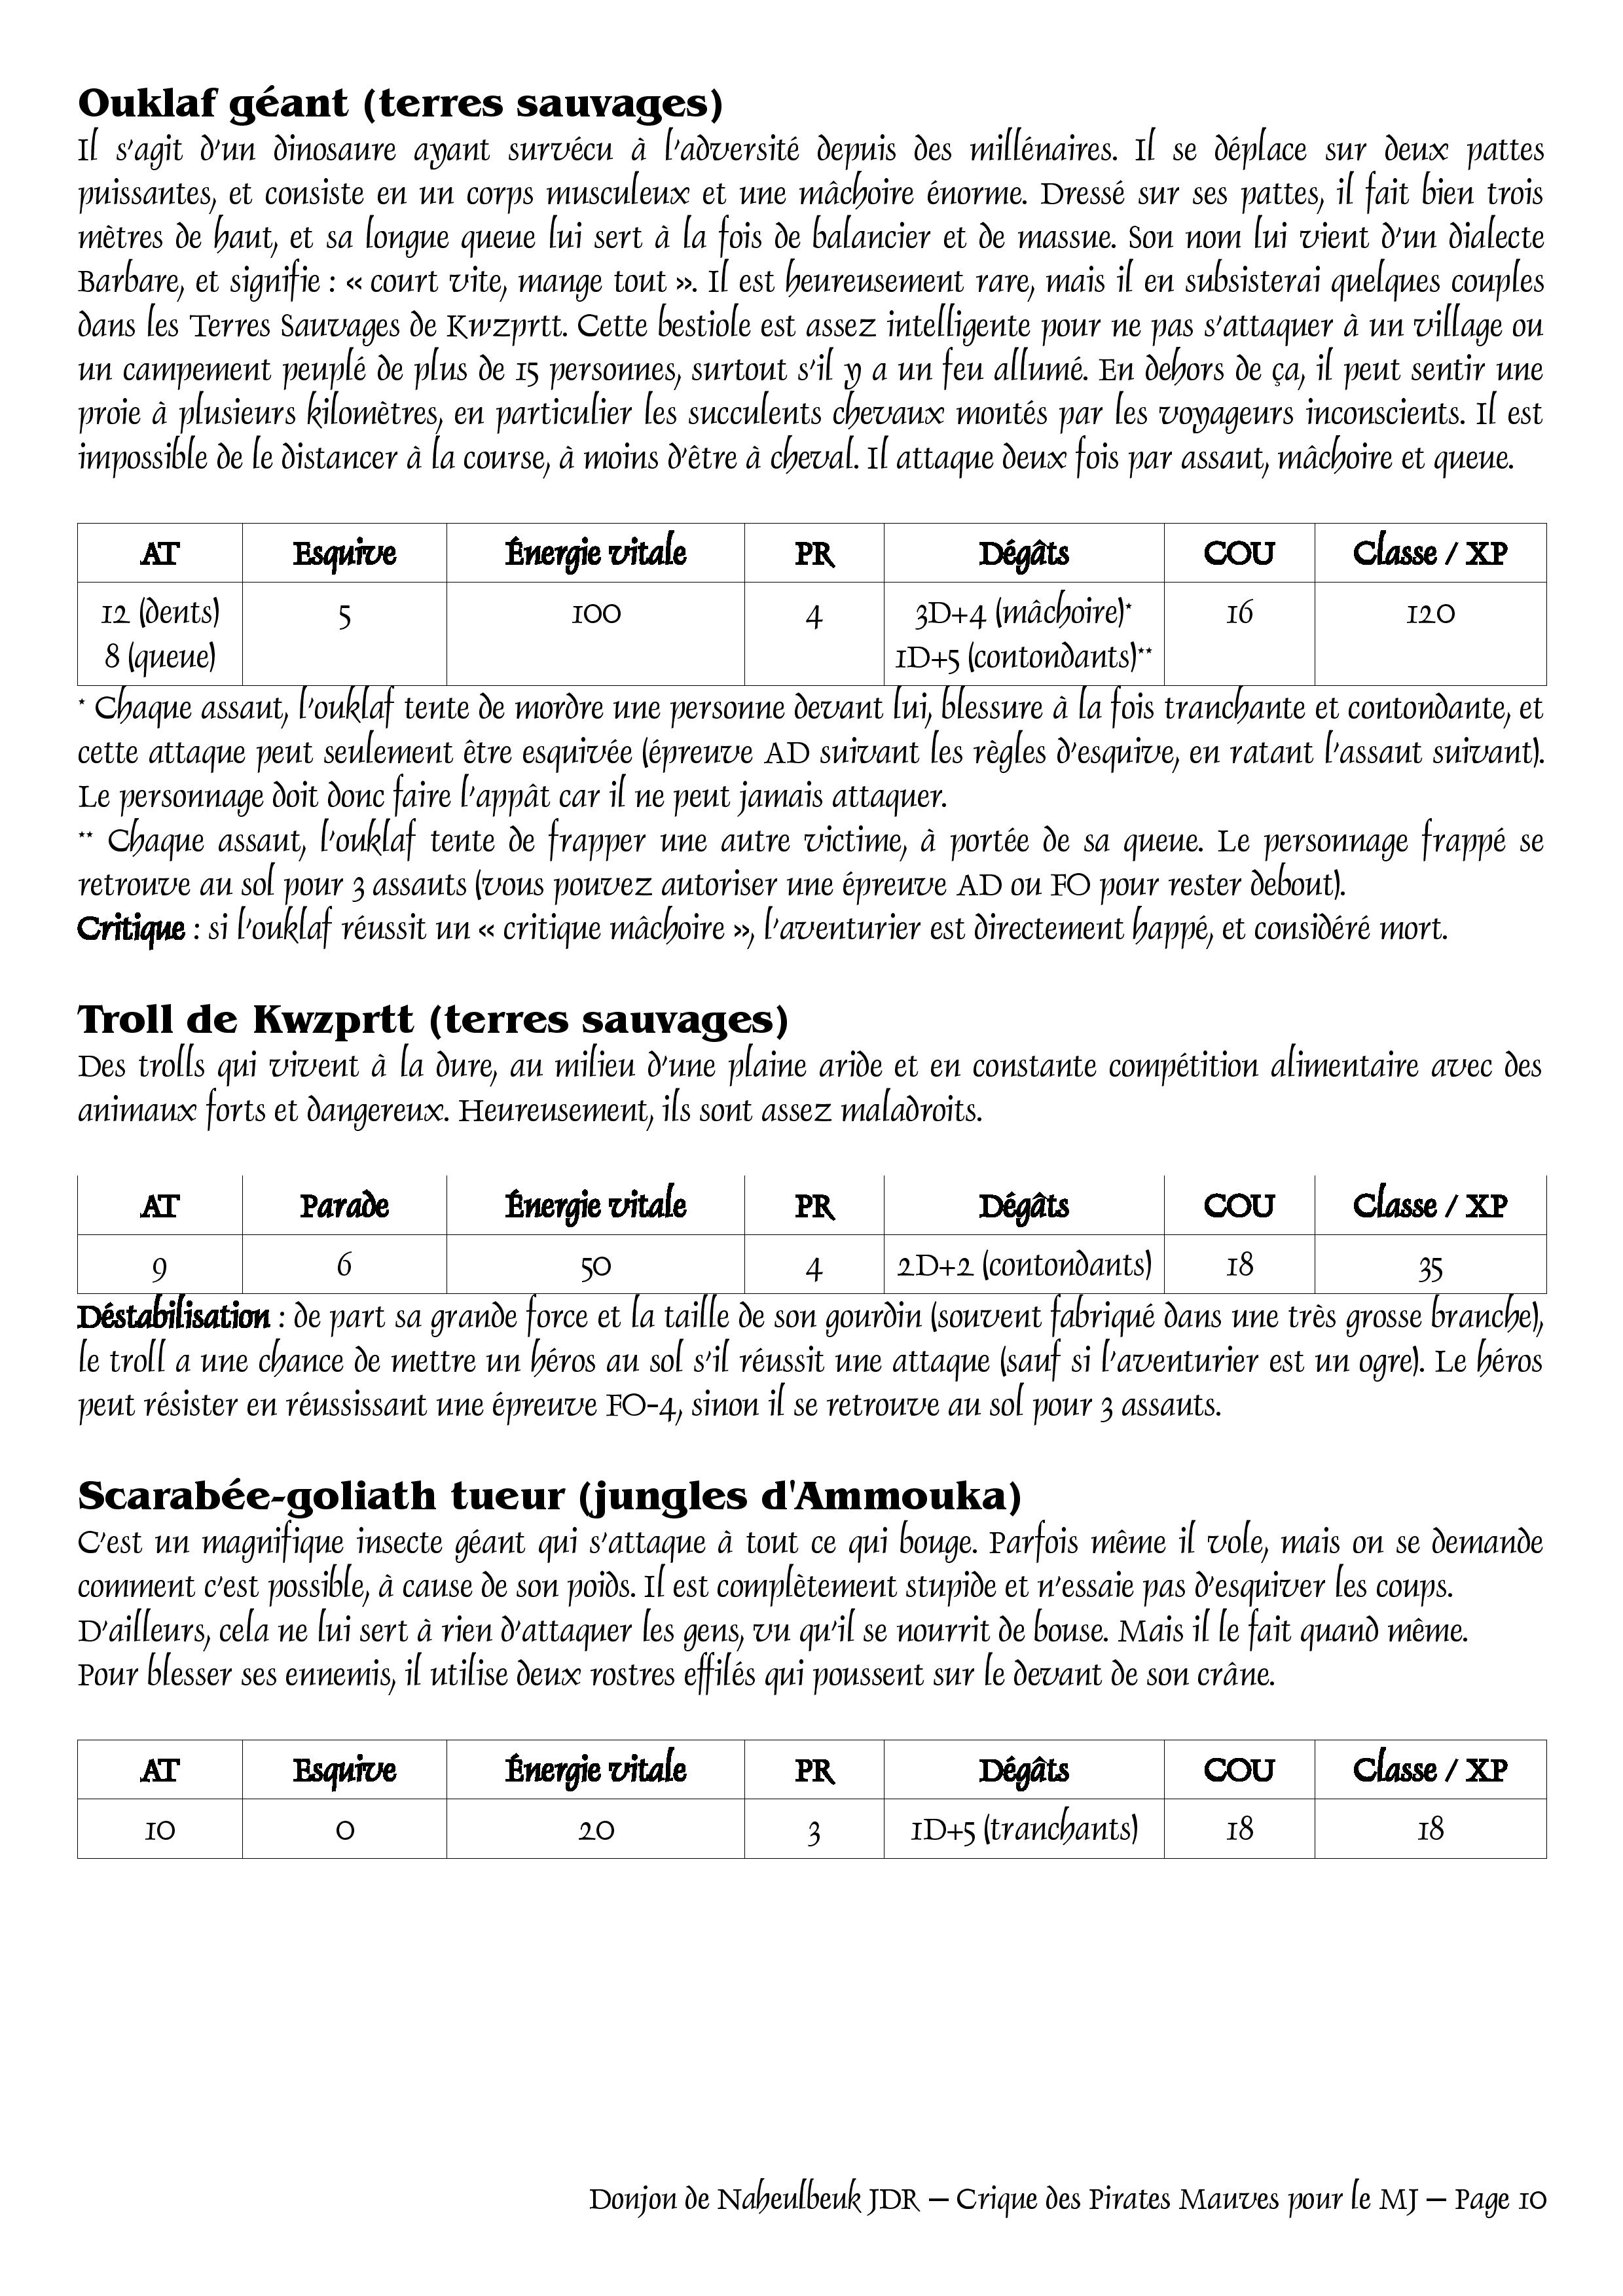 Ouklaf géant (terres sauvages)
Il s'agit d'un dinosaure ayant survécu à l'adversité depuis des millénaires. Il se déplace sur deux pattes
puissantes, et consiste en un corps musculeux et une mâchoire énorme. Dressé sur ses pattes, il fait bien trois
mètres de haut, et sa longue queue lui sert à la fois de balancier et de massue. Son nom lui vient d'un dialecte
Barbare, et signifie : « court vite, mange tout ». Il est heureusement rare, mais il en subsisterai quelques couples
dans les Terres Sauvages de Kwzprtt. Cette bestiole est assez intelligente pour ne pas s'attaquer à un village ou
un campement peuplé de plus de 15 personnes, surtout s'il y a un feu allumé. En dehors de ça, il peut sentir une
proie à plusieurs kilomètres, en particulier les succulents chevaux montés par les voyageurs inconscients. Il est
impossible de le distancer à la course, à moins d'être à cheval. Il attaque deux fois par assaut, mâchoire et queue.
AT Esquive Énergie vitale PR Dégâts COU Classe / XP
12 (dents) 5 100 4 3D+4 (mâchoire)* 16 120
8 (queue) 1D+5 (contondants)**
* Chaque assaut, l'ouklaf tente de mordre une personne devant lui, blessure à la fois tranchante et contondante, et
cette attaque peut seulement être esquivée (épreuve AD suivant les règles d'esquive, en ratant l'assaut suivant).
Le personnage doit donc faire l'appât car il ne peut jamais attaquer.
** Chaque assaut, l'ouklaf tente de frapper une autre victime, à portée de sa queue. Le personnage frappé se
retrouve au sol pour 3 assauts (vous pouvez autoriser une épreuve AD ou FO pour rester debout).
Critique : si l'ouklaf réussit un « critique mâchoire », l'aventurier est directement happé, et considéré mort.
Troll de Kwzprtt (terres sauvages)
Des trolls qui vivent à la dure, au milieu d'une plaine aride et en constante compétition alimentaire avec des
animaux forts et dangereux. Heureusement, ils sont assez maladroits.
AT Parade Énergie vitale PR Dégâts COU Classe / XP
9 6 50 4 2D+2 (contondants) 18 35
Déstabilisation : de part sa grande force et la taille de son gourdin (souvent fabriqué dans une très grosse branche),
le troll a une chance de mettre un héros au sol s'il réussit une attaque (sauf si l'aventurier est un ogre). Le héros
peut résister en réussissant une épreuve FO-4, sinon il se retrouve au sol pour 3 assauts.
Scarabée-goliath tueur (jungles d'Ammouka)
C'est un magnifique insecte géant qui s'attaque à tout ce qui bouge. Parfois même il vole, mais on se demande
comment c'est possible, à cause de son poids. Il est complètement stupide et n'essaie pas d'esquiver les coups.
D'ailleurs, cela ne lui sert à rien d'attaquer les gens, vu qu'il se nourrit de bouse. Mais il le fait quand même.
Pour blesser ses ennemis, il utilise deux rostres effilés qui poussent sur le devant de son crâne.
AT Esquive Énergie vitale PR Dégâts COU Classe / XP
10 0 20 3 1D+5 (tranchants) 18 18
Donjon de Naheulbeuk JDR – Crique des Pirates Mauves pour le MJ – Page 10